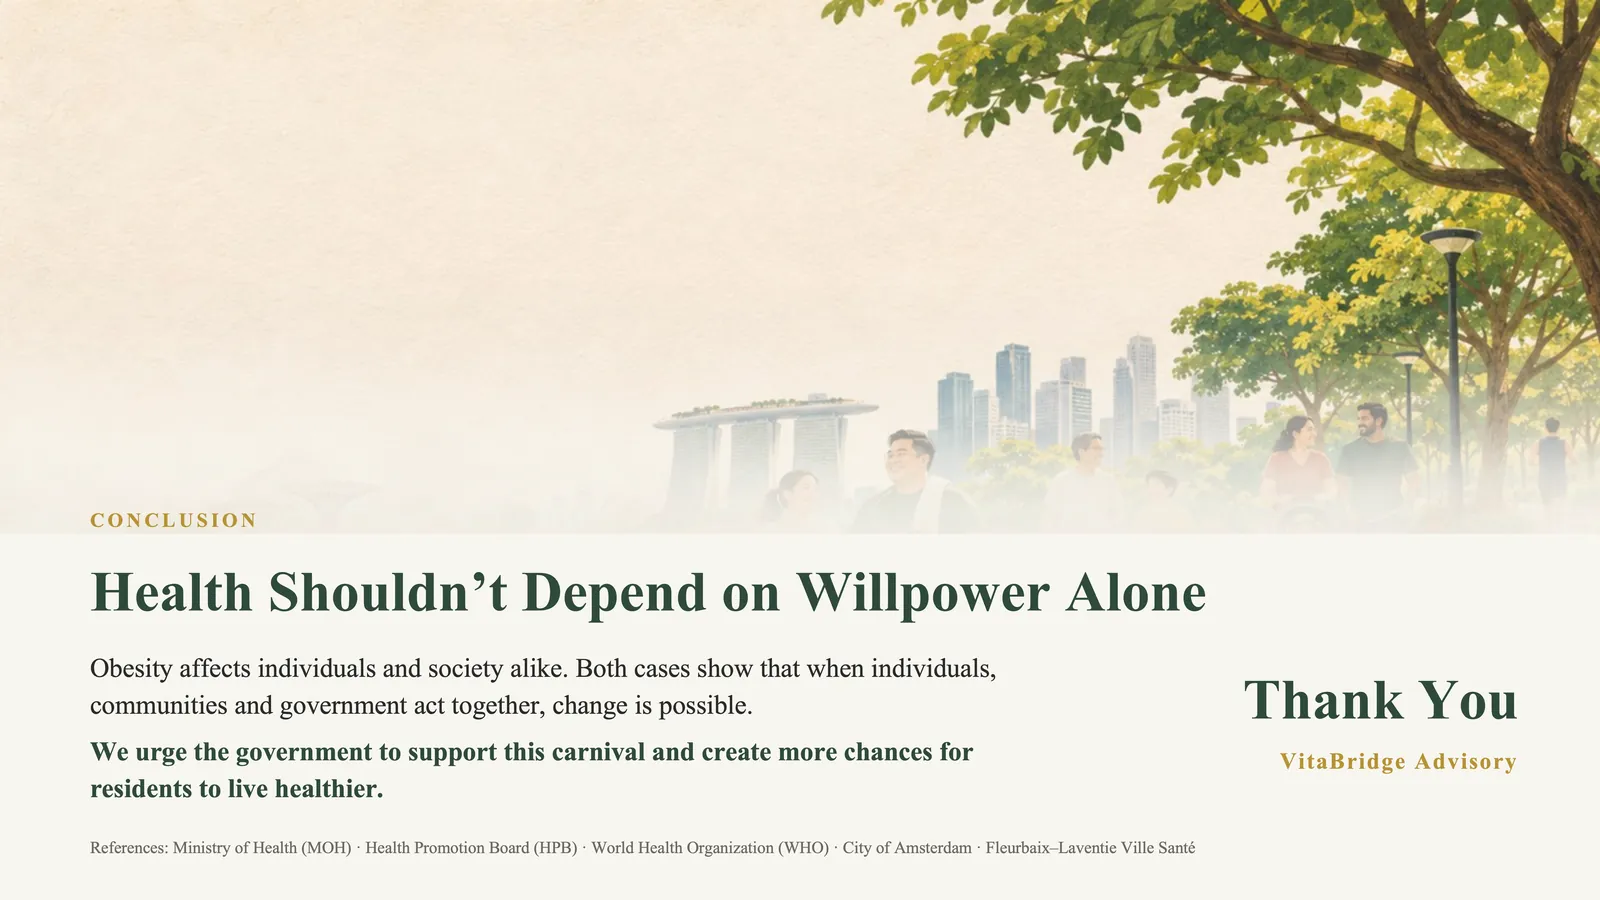 CONCLUSION
Health Shouldn’t Depend on Willpower Alone
Obesity affects individuals and society alike. Both cases show that when individuals,
communities and government act together, change is possible.
We urge the government to support this carnival and create more chances for
residents to live healthier.
Thank You
VitaBridge Advisory
References: Ministry of Health (MOH) · Health Promotion Board (HPB) · World Health Organization (WHO) · City of Amsterdam · Fleurbaix–Laventie Ville Santé